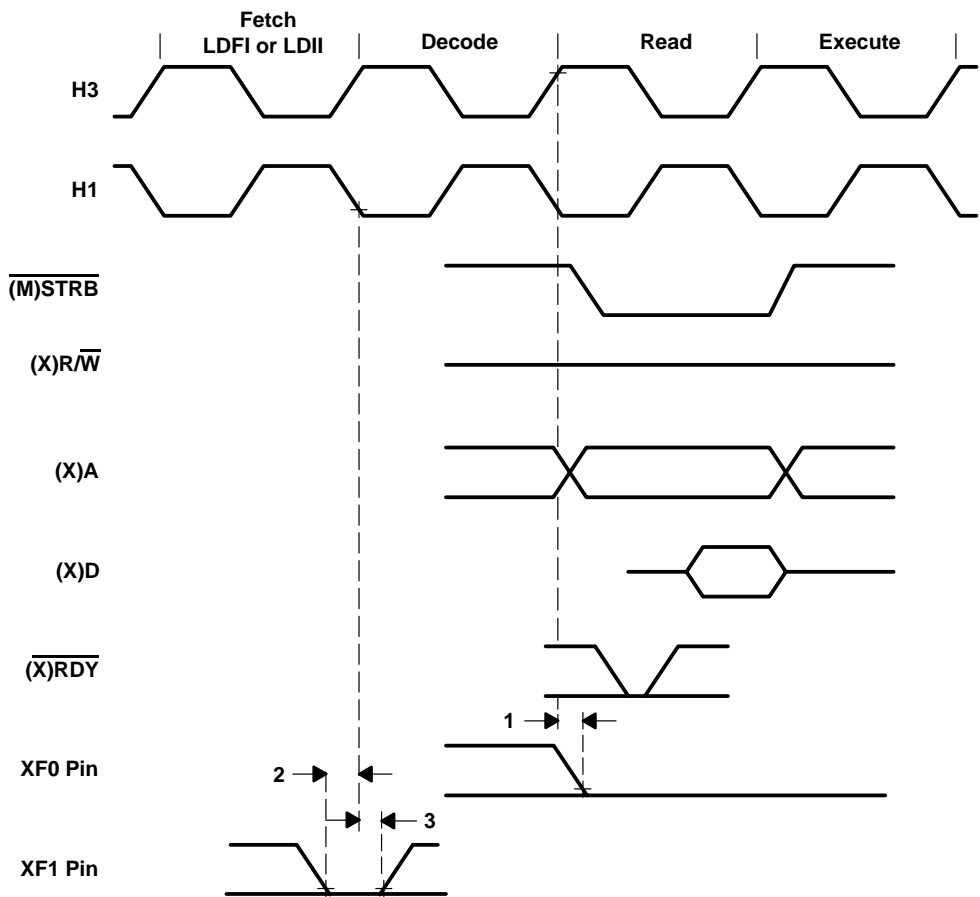 Fetch
LDFI or LDII
Decode
Read
Execute
H3
H1
(M)STRB
(X)R/W
(X)A
(X)D
(X)RDY
1
XF0 Pin
2
3
XF1 Pin